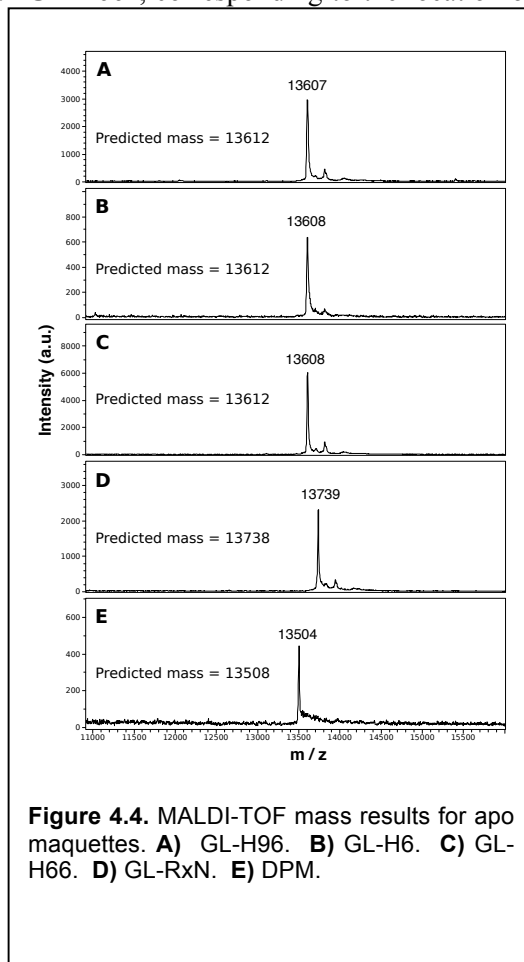 A
13607
Predicted mass = 13612
4000
3000
2000
1000
0
B
13608
Predicted mass = 13612
800
600
400
200
0
C
13608
Predicted mass = 13612
8000
6000
4000
2000
0
D
13739
Predicted mass = 13738
3000
2000
1000
0
E
13504
Predicted mass = 13508
600
400
200
0
Intensity (a.u.)
11000 11500 12000 12500 13000 13500 14000 14500 15000 15500
m / z
Figure 4.4. MALDI-TOF mass results for apo
maquettes. A) GL-H96. B) GL-H6. C) GL-
H66. D) GL-RxN. E) DPM.